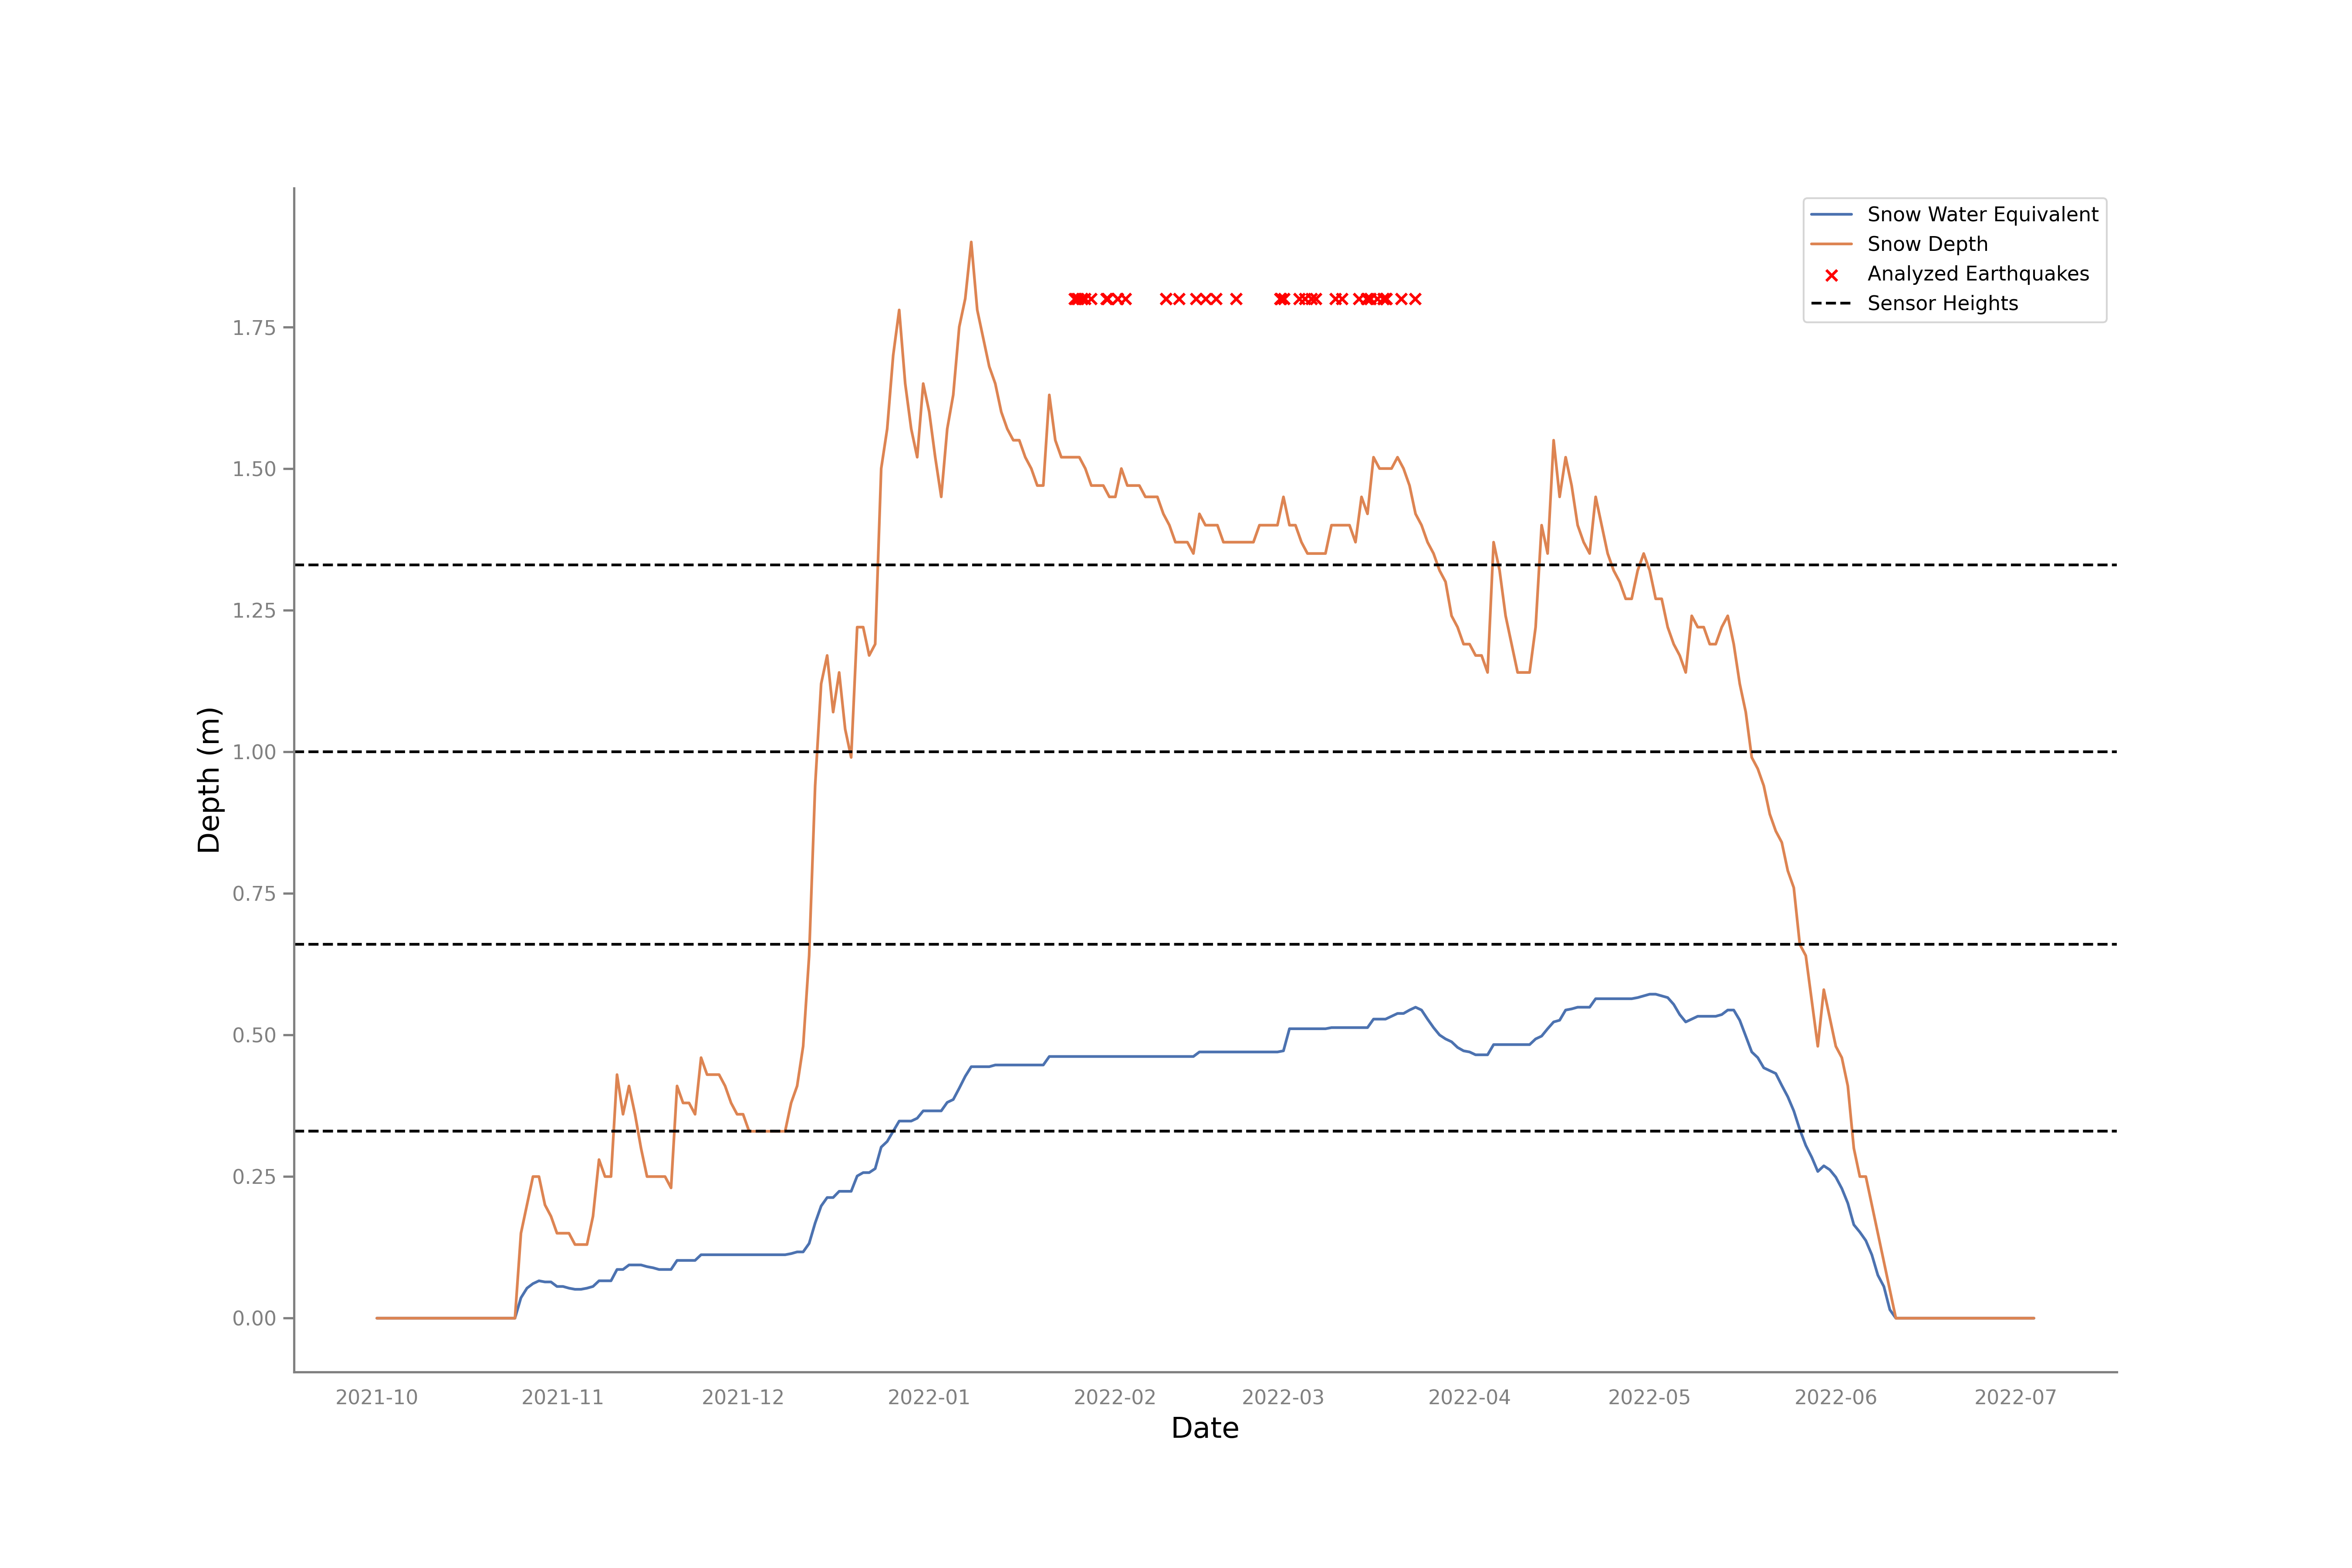 Snow Water Equivalent
Snow Depth
Analyzed Earthquakes
Sensor Heights
1.75
1.50
1.25
1.00
0.75
0.50
0.25
0.00
Depth (m)
2021-10 2021-11 2021-12 2022-01 2022-02 2022-03 2022-04 2022-05 2022-06 2022-07
Date